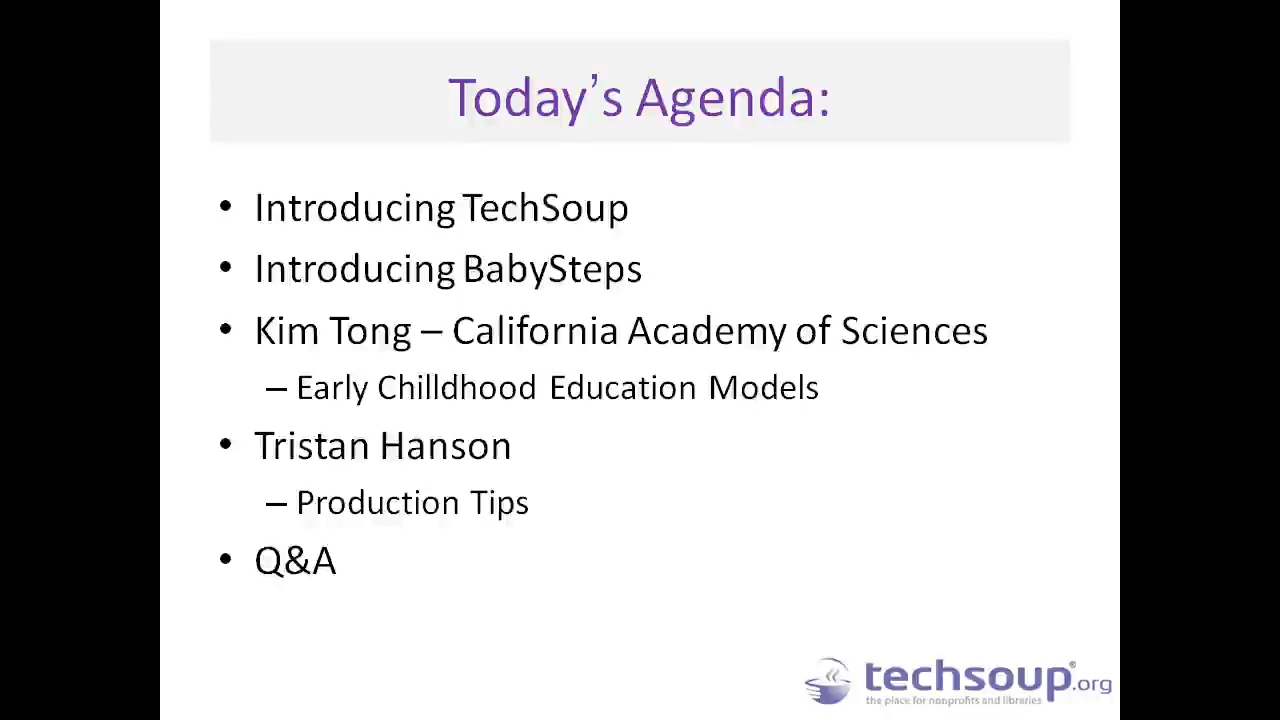 Today’s Agenda:
• Introducing TechSoup
• Introducing BabySteps
• Kim Tong – California Academy of Sciences
– Early Chilldhood Education Models
• Tristan Hanson
– Production Tips
• Q&A
techsoup®.org
the place for nonprofits and libraries